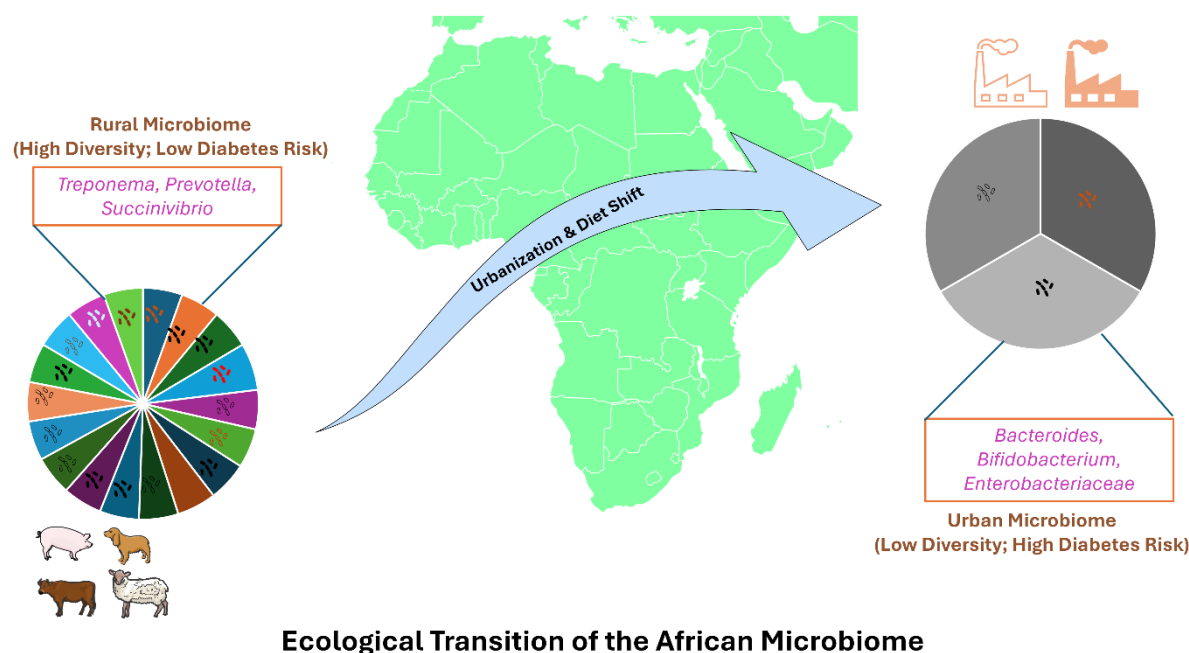 Rural Microbiome
(High Diversity; Low Diabetes Risk)
Treponema, Prevotella,
Succinivibrio
Urbanization & Diet Shift
Bacteroides,
Bifidobacterium,
Enterobacteriaceae
Urban Microbiome
(Low Diversity; High Diabetes Risk)
Ecological Transition of the African Microbiome